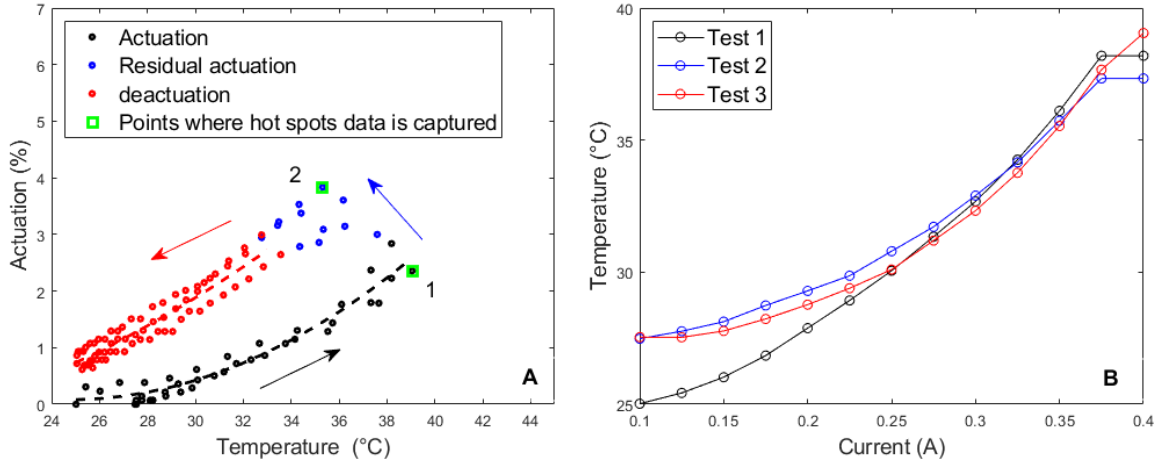 7
6
5
4
3
2
1
0
Actuation (%)
Actuation
Residual actuation
deactuation
Points where hot spots data is captured
2
1
A
24 26 28 30 32 34 36 38 40 42 44
Temperature (°C)
40
35
30
25
Temperature (°C)
Test 1
Test 2
Test 3
B
0.1 0.15 0.2 0.25 0.3 0.35 0.4
Current (A)